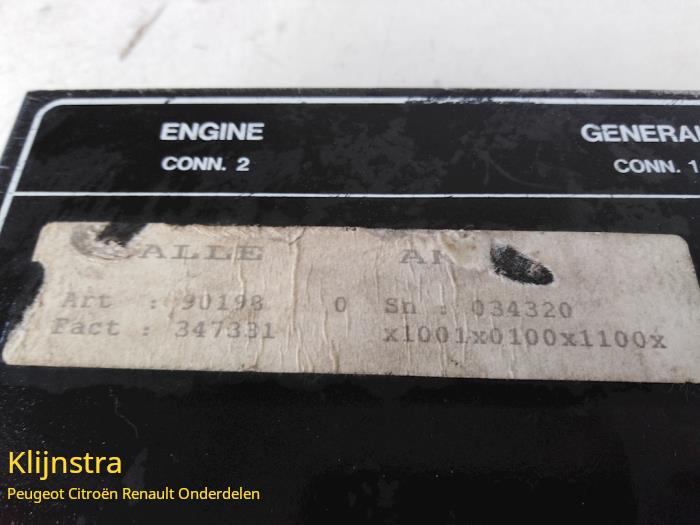 ENGINE
CONN. 2
GENERAL
CONN. 1
ALLE
Art : 90198 0 Sn : 034320
Fact : 347331 x1001x0100x1100x
Klijnstra
Peugeot Citroën Renault Onderdelen